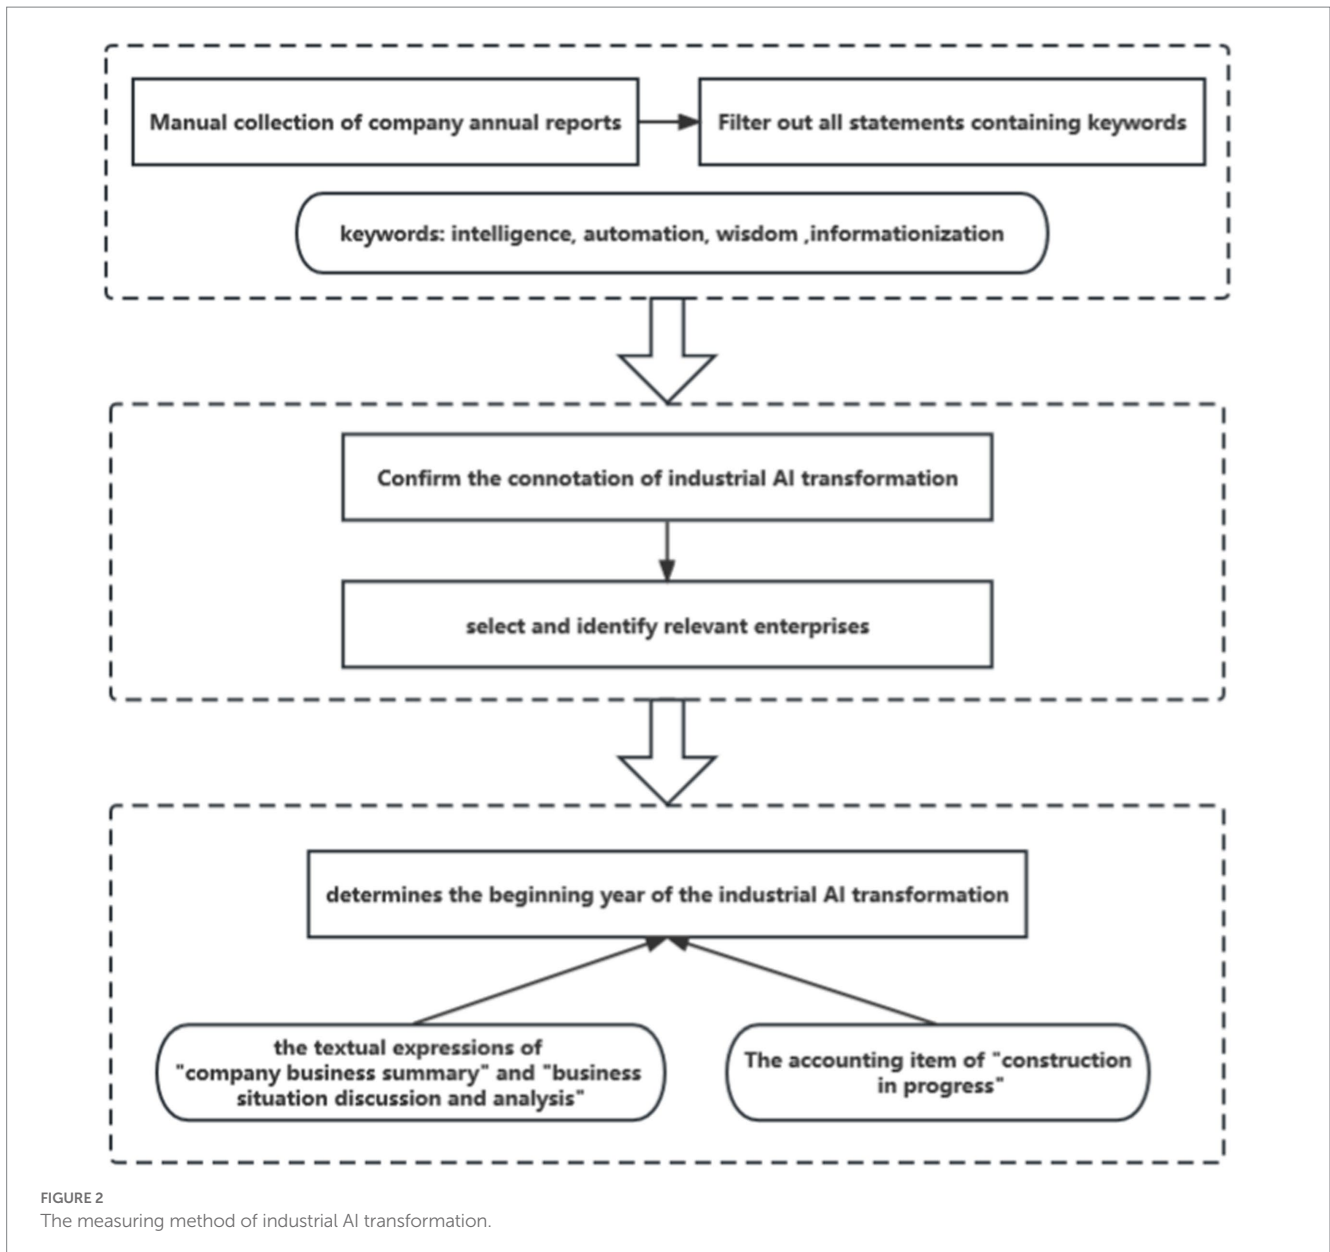 Manual collection of company annual reports
Filter out all statements containing keywords
keywords: intelligence, automation, wisdom ,informationization
Confirm the connotation of industrial AI transformation
select and identify relevant enterprises
determines the beginning year of the industrial AI transformation
the textual expressions of
"company business summary" and "business
situation discussion and analysis"
The accounting item of "construction
in progress"
FIGURE 2
The measuring method of industrial AI transformation.